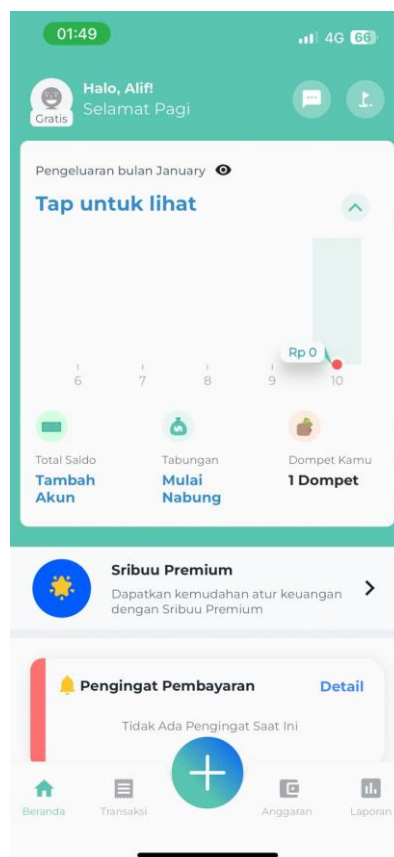 01:49
4G 66
Halo, Alif!
Selamat Pagi
Gratis
Pengeluaran bulan January
Tap untuk lihat
Rp 0
6 7 8 9 10
Total Saldo
Tambah
Akun
Tabungan
Mulai
Nabung
Dompet Kamu
1 Dompet
Sribuu Premium
Dapatkan kemudahan atur keuangan
dengan Sribuu Premium
Pengingat Pembayaran
Detail
Tidak Ada Pengingat Saat Ini
Beranda
Transaksi
Anggaran
Laporan